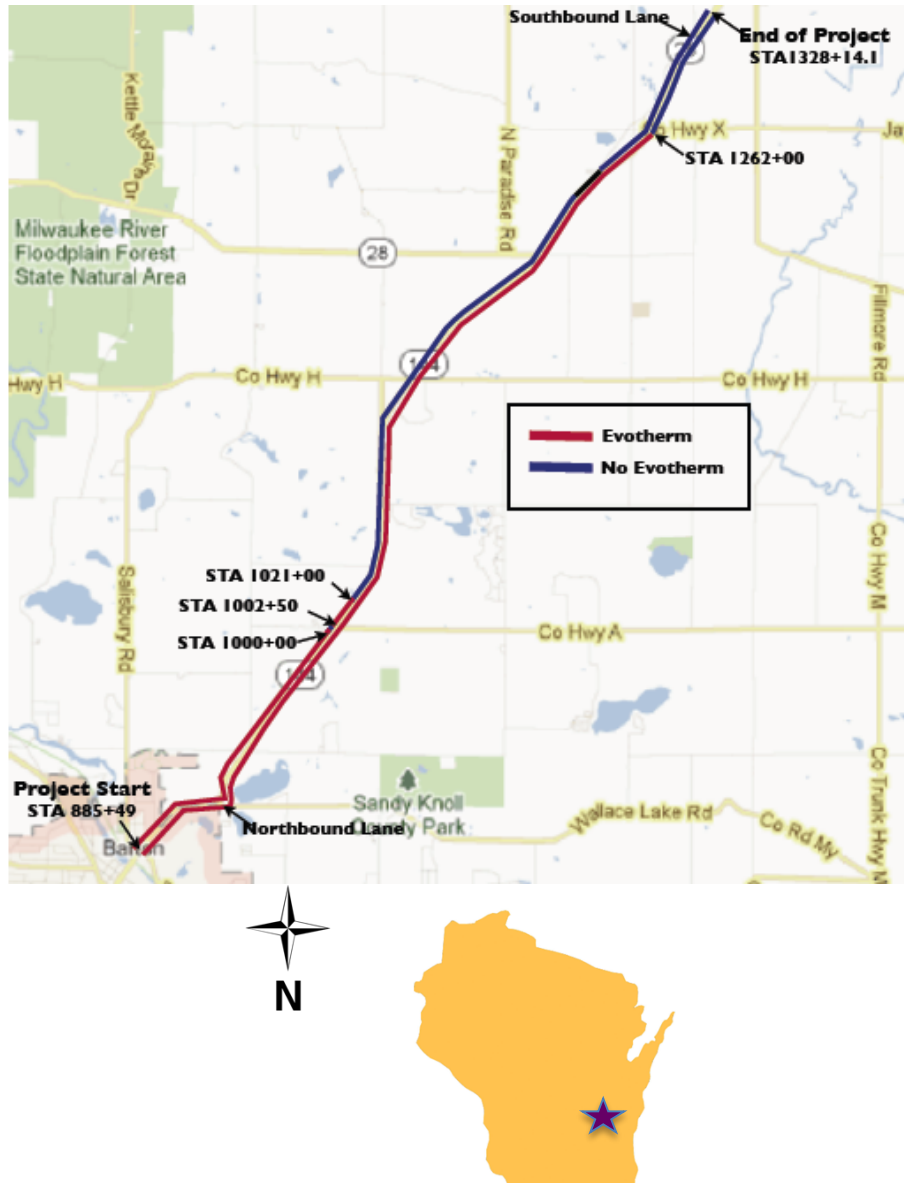 Southbound Lane
End of Project
STA1328+14.1
Kettle Moraine Dr
N Paradise Rd
Co Hwy X
STA 1262+00
Milwaukee River
Floodplain Forest
State Natural Area
28
Fillmore Rd
Hwy H
Co Hwy H
Co Hwy H
Evotherm
No Evotherm
STA 1021+00
STA 1002+50
STA 1000+00
Salisbury Rd
Co Hwy A
Co Hwy M
Project Start
STA 885+49
Barton
Northbound Lane
Sandy Knoll
County Park
Wallace Lake Rd
Co Rd My
Co Trunk Hwy M
N